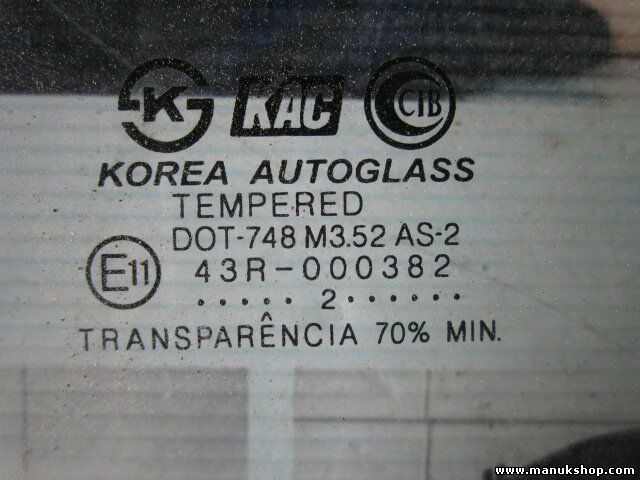 K KAC CIB
KOREA AUTOGLASS
TEMPERED
DOT-748 M3.52 AS-2
E11 43R-000382
..... 2......
TRANSPARÊNCIA 70% MIN.
www.manukshop.com